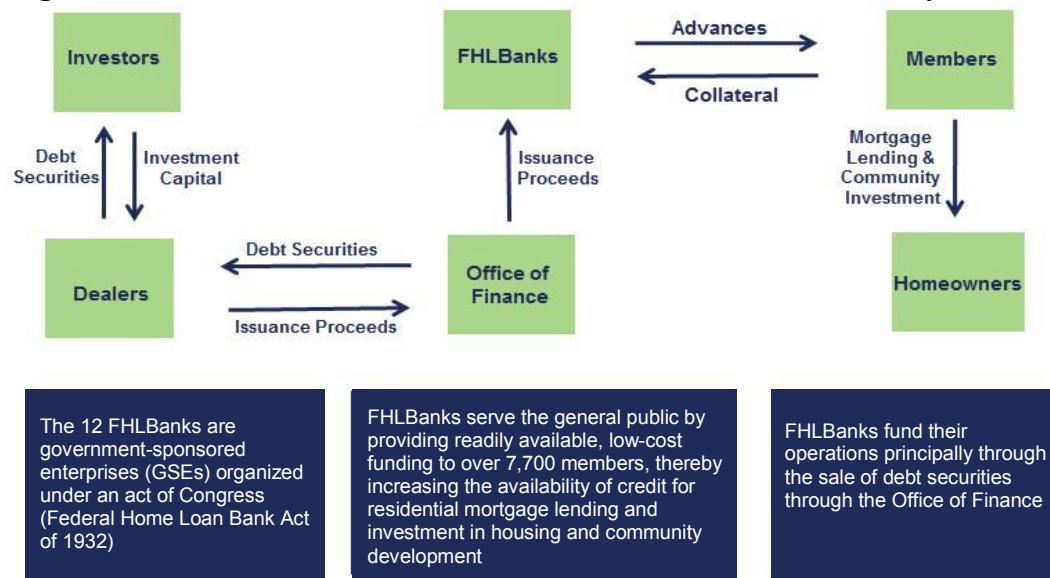 Investors
FHLBanks
Advances
Collateral
Members
Debt
Securities
Investment
Capital
Issuance
Proceeds
Mortgage
Lending &
Community
Investment
Dealers
Debt Securities
Issuance Proceeds
Office of
Finance
Homeowners
The 12 FHLBanks are
government-sponsored
enterprises (GSEs) organized
under an act of Congress
(Federal Home Loan Bank Act
of 1932)
FHLBanks serve the general public by
providing readily available, low-cost
funding to over 7,700 members, thereby
increasing the availability of credit for
residential mortgage lending and
investment in housing and community
development
FHLBanks fund their
operations principally through
the sale of debt securities
through the Office of Finance